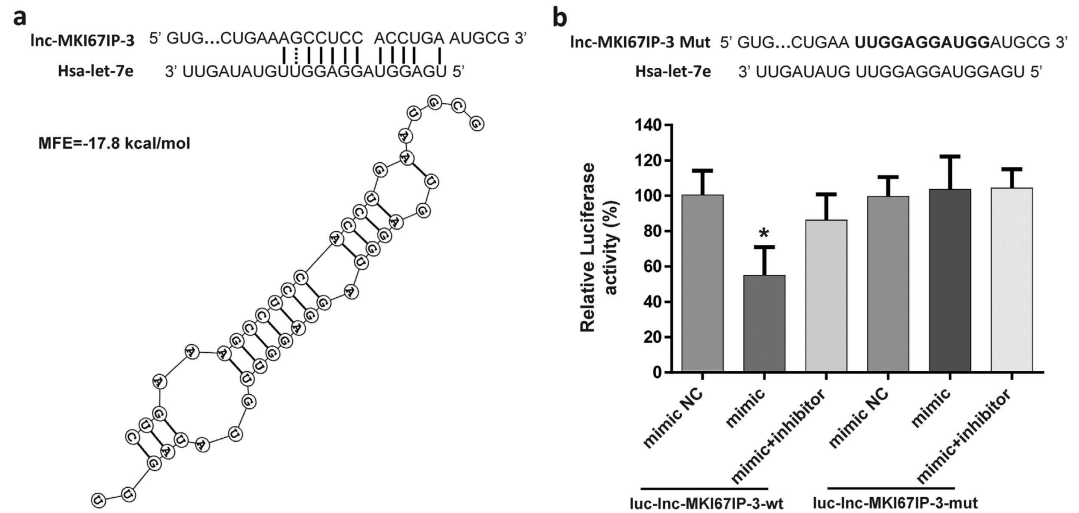 a
lnc-MKI67IP-3 5' GUG...CUGAAAGCCUCC ACCUGA AUGCG 3'
Hsa-let-7e 3' UUGAUAUGUUGGAGGAUGGAGU 5'
MFE=-17.8 kcal/mol
b
lnc-MKI67IP-3 Mut 5' GUG...CUGAA UUGGAGGAUGGAUGCG 3'
Hsa-let-7e 3' UUGAUAUG UUGGAGGAUGGAGU 5'
Relative Luciferase
activity (%)
140
120
100
80
60
40
20
0
*
mimic NC
mimic
mimic+inhibitor
mimic NC
mimic
mimic+inhibitor
luc-lnc-MKI67IP-3-wt
luc-lnc-MKI67IP-3-mut